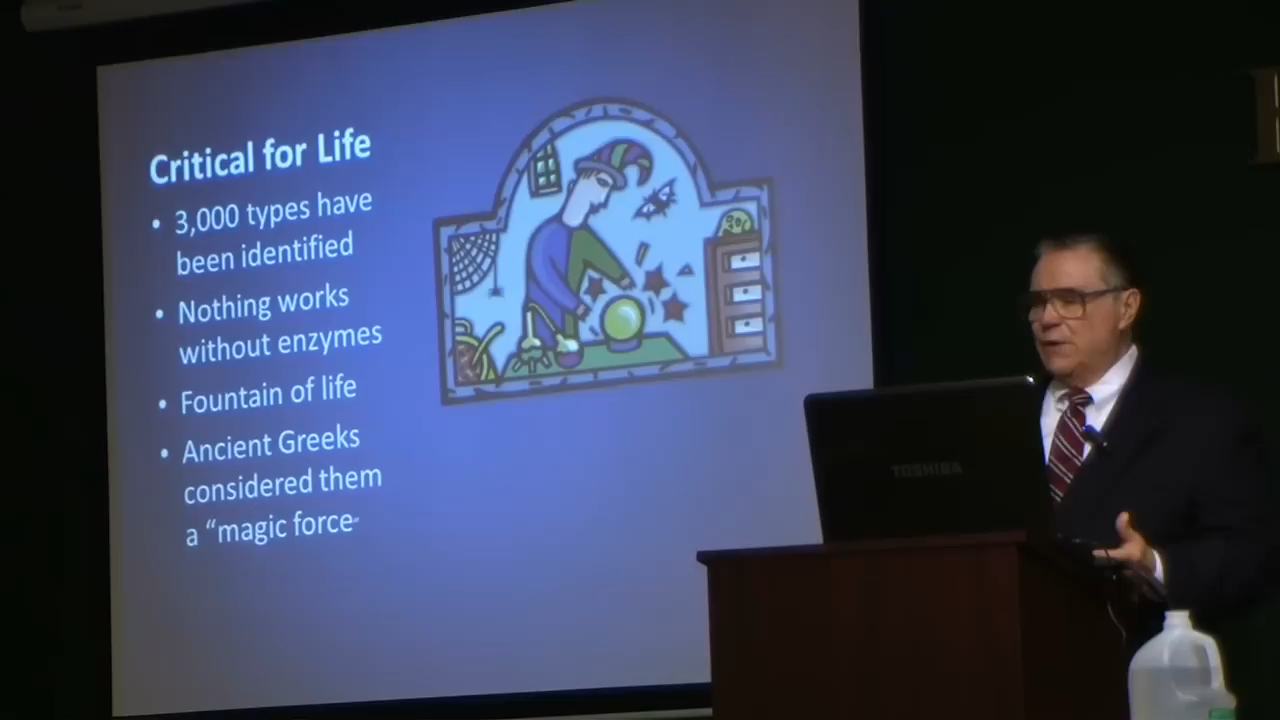 Critical for Life
• 3,000 types have
been identified
• Nothing works
without enzymes
• Fountain of life
• Ancient Greeks
considered them
a “magic force”
TOSHIBA